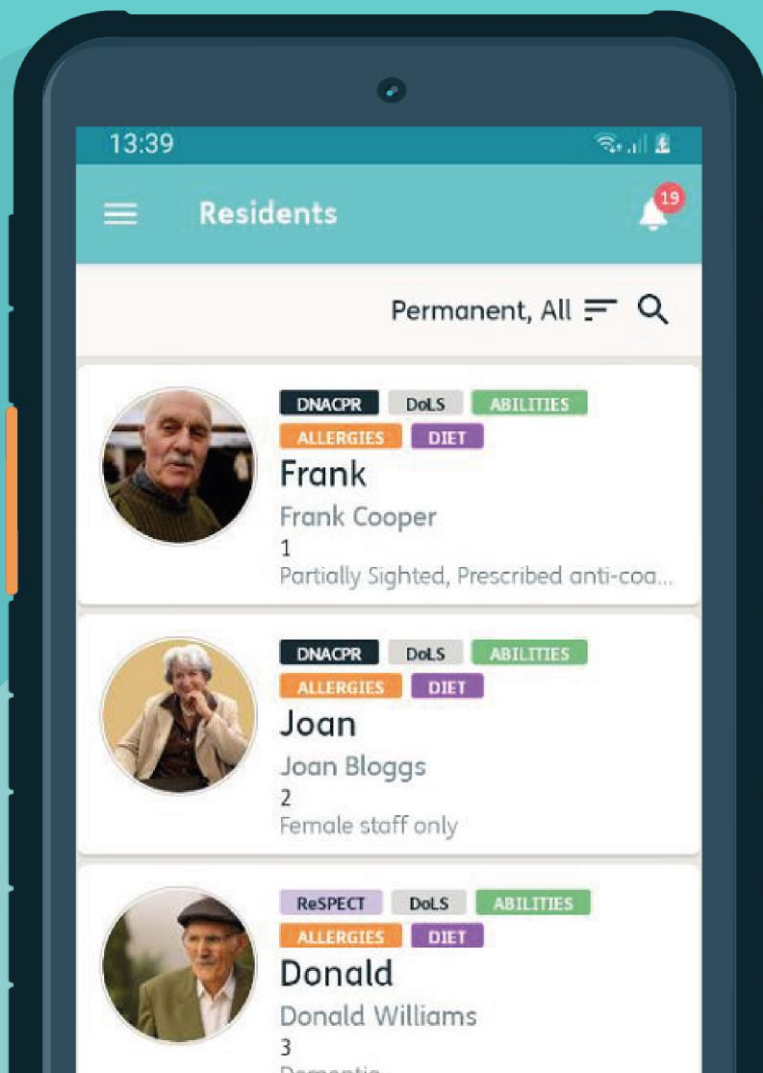 13:39
Residents
19
Permanent, All
DNACPR DoLS ABILITIES
ALLERGIES DIET
Frank
Frank Cooper
1
Partially Sighted, Prescribed anti-coa...
DNACPR DoLS ABILITIES
ALLERGIES DIET
Joan
Joan Bloggs
2
Female staff only
ReSPECT DoLS ABILITIES
ALLERGIES DIET
Donald
Donald Williams
3
Dementia